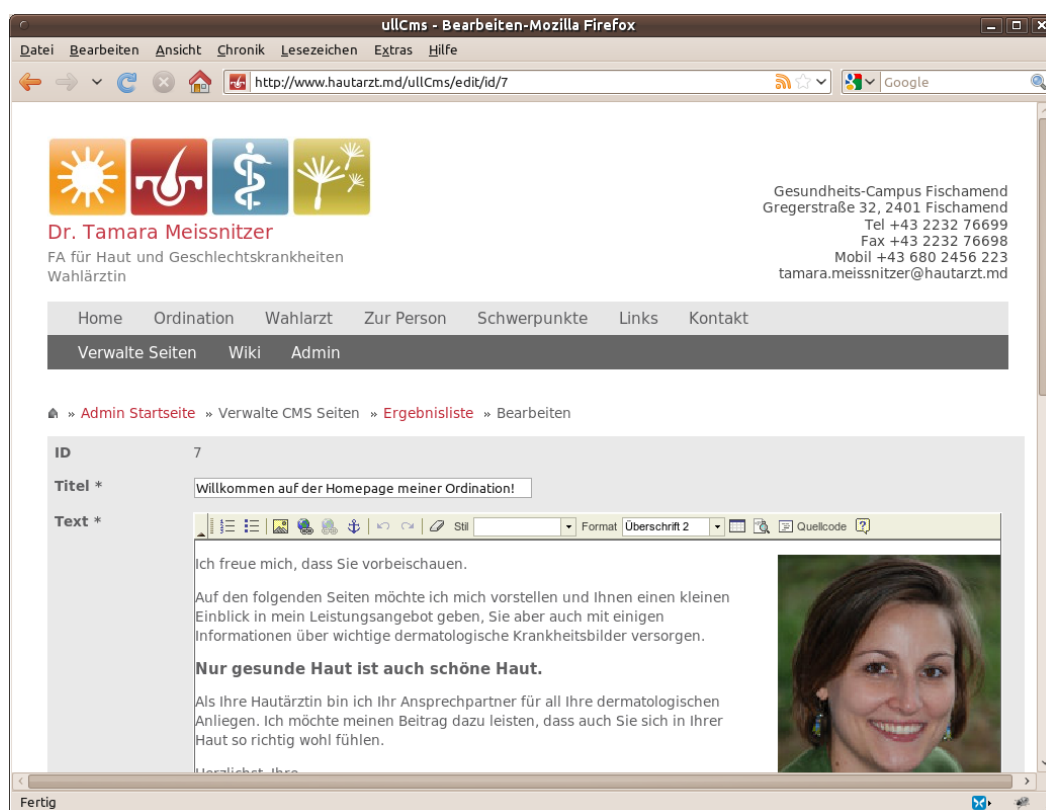 ullCms - Bearbeiten-Mozilla Firefox
Datei Bearbeiten Ansicht Chronik Lesezeichen Extras Hilfe
http://www.hautarzt.md/ullCms/edit/id/7
Google
Dr. Tamara Meissnitzer
FA für Haut und Geschlechtskrankheiten
Wahlärztin
Gesundheits-Campus Fischamend
Gregerstraße 32, 2401 Fischamend
Tel +43 2232 76699
Fax +43 2232 76698
Mobil +43 680 2456 223
tamara.meissnitzer@hautarzt.md
Home Ordination Wahlarzt Zur Person Schwerpunkte Links Kontakt
Verwalte Seiten Wiki Admin
» Admin Startseite » Verwalte CMS Seiten » Ergebnisliste » Bearbeiten
ID 7
Titel * Willkommen auf der Homepage meiner Ordination!
Text *
Stil Format Überschrift 2 Quellcode
Ich freue mich, dass Sie vorbeischauen.
Auf den folgenden Seiten möchte ich mich vorstellen und Ihnen einen kleinen
Einblick in mein Leistungsangebot geben, Sie aber auch mit einigen
Informationen über wichtige dermatologische Krankheitsbilder versorgen.
Nur gesunde Haut ist auch schöne Haut.
Als Ihre Hautärztin bin ich Ihr Ansprechpartner für all Ihre dermatologischen
Anliegen. Ich möchte meinen Beitrag dazu leisten, dass auch Sie sich in Ihrer
Haut so richtig wohl fühlen.
Herzlichst, Ihre
Fertig